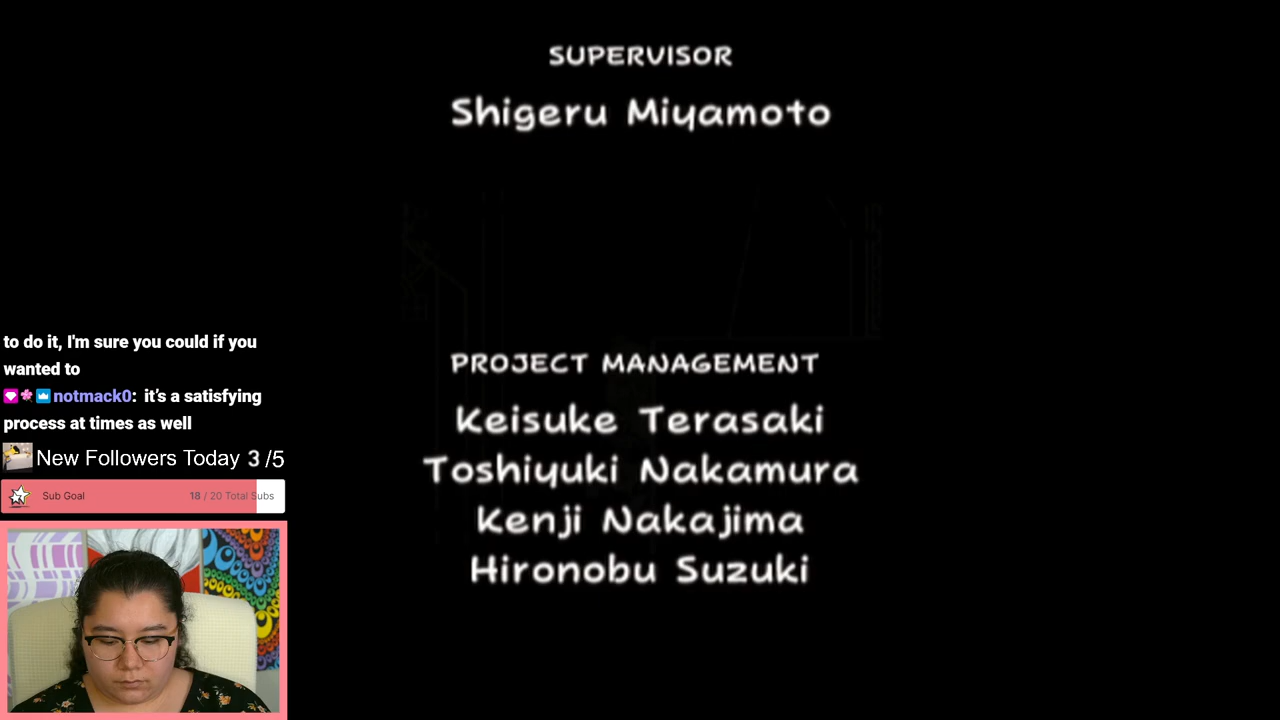 SUPERVISOR
Shigeru Miyamoto
PROJECT MANAGEMENT
Keisuke Terasaki
Toshiyuki Nakamura
Kenji Nakajima
Hironobu Suzuki
to do it, I'm sure you could if you
wanted to
notmack0: it's a satisfying
process at times as well
New Followers Today 3 /5
Sub Goal 18 / 20 Total Subs